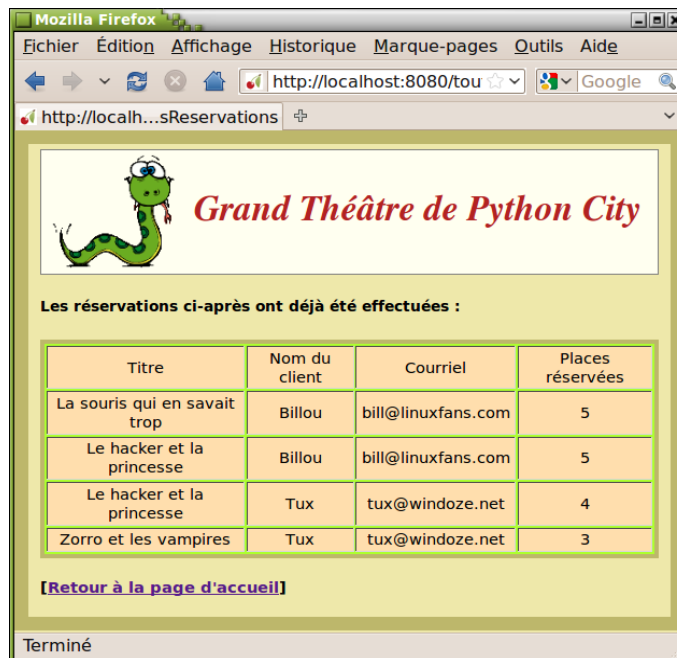 Mozilla Firefox
Fichier Édition Affichage Historique Marque-pages Outils Aide
http://localhost:8080/tou Google
http://localh...sReservations
Grand Théâtre de Python City
Les réservations ci-après ont déjà été effectuées :
Titre Nom du client Courriel Places réservées
La souris qui en savait trop Billou bill@linuxfans.com 5
Le hacker et la princesse Billou bill@linuxfans.com 5
Le hacker et la princesse Tux tux@windoze.net 4
Zorro et les vampires Tux tux@windoze.net 3
[Retour à la page d'accueil]
Terminé